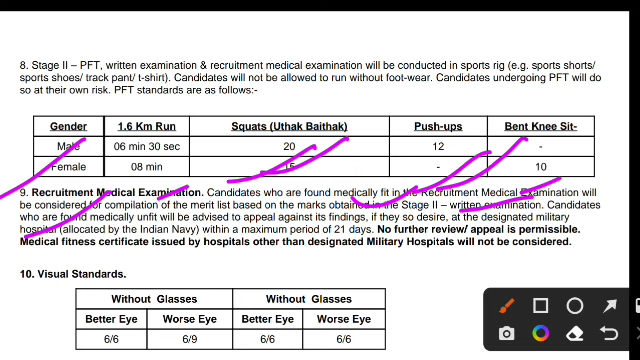 8. Stage II – PFT, written examination & recruitment medical examination will be conducted in sports rig (e.g. sports shorts/
sports shoes/ track pant/ t-shirt). Candidates will not be allowed to run without foot-wear. Candidates undergoing PFT will do
so at their own risk. PFT standards are as follows:-
Gender 1.6 Km Run Squats (Uthak Baithak) Push-ups Bent Knee Sit-
Male 06 min 30 sec 20 12 -
Female 08 min 15 - 10
9. Recruitment Medical Examination. Candidates who are found medically fit in the Recruitment Medical Examination will
be considered for compilation of the merit list based on the marks obtained in the Stage II – written examination. Candidates
who are found medically unfit will be advised to appeal against its findings, if they so desire, at the designated military
hospital (allocated by the Indian Navy) within a maximum period of 21 days. No further review/ appeal is permissible.
Medical fitness certificate issued by hospitals other than designated Military Hospitals will not be considered.
10. Visual Standards.
Without Glasses Without Glasses
Better Eye Worse Eye Better Eye Worse Eye
6/6 6/9 6/6 6/6